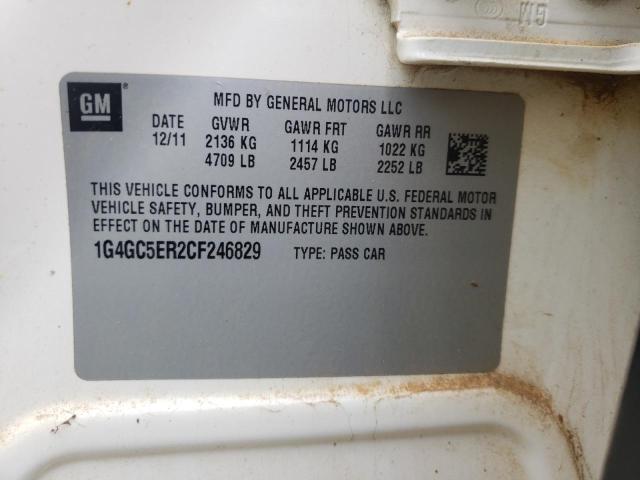 GM
MFD BY GENERAL MOTORS LLC
DATE GVWR GAWR FRT GAWR RR
12/11 2136 KG 1114 KG 1022 KG
4709 LB 2457 LB 2252 LB
THIS VEHICLE CONFORMS TO ALL APPLICABLE U.S. FEDERAL MOTOR
VEHICLE SAFETY, BUMPER, AND THEFT PREVENTION STANDARDS IN
EFFECT ON THE DATE OF MANUFACTURE SHOWN ABOVE.
1G4GC5ER2CF246829 TYPE: PASS CAR